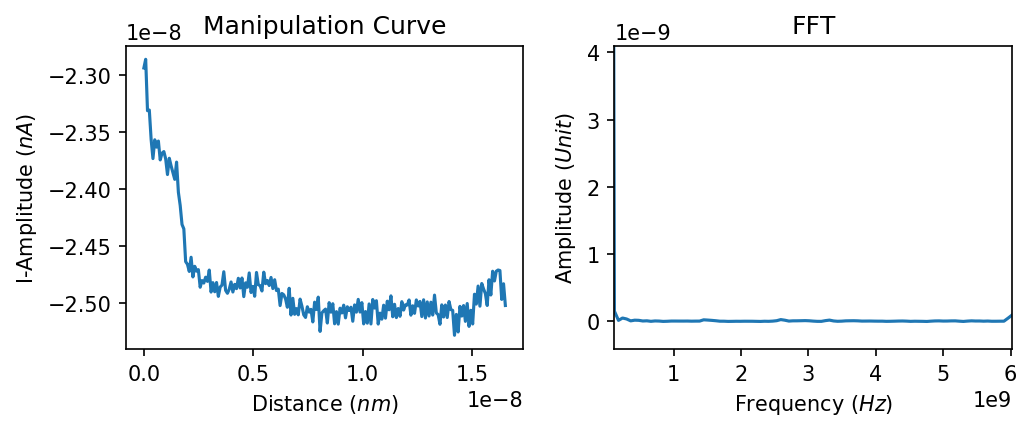 Manipulation Curve
1e−8
−2.30
−2.35
−2.40
−2.45
−2.50
I-Amplitude (nA)
0.0 0.5 1.0 1.5
1e−8
Distance (nm)
FFT
1e−9
4
3
2
1
0
Amplitude (Unit)
1 2 3 4 5 6
1e9
Frequency (Hz)